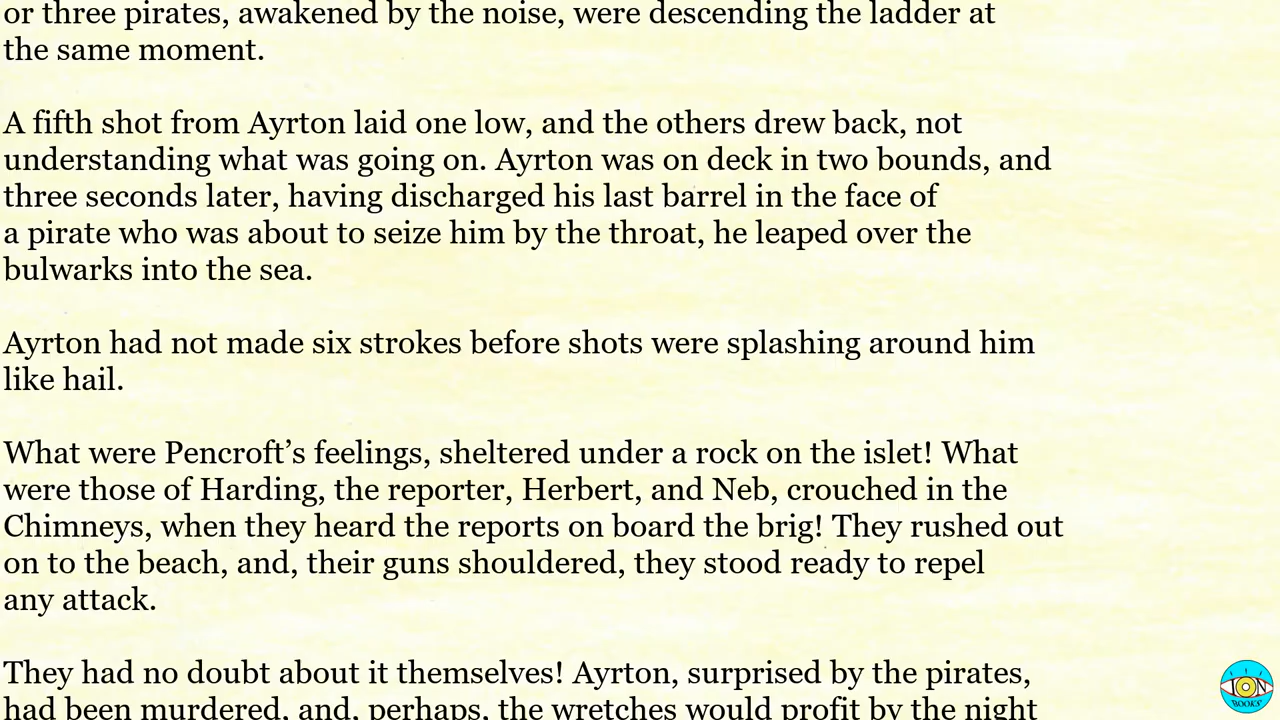 or three pirates, awakened by the noise, were descending the ladder at
the same moment.
A fifth shot from Ayrton laid one low, and the others drew back, not
understanding what was going on. Ayrton was on deck in two bounds, and
three seconds later, having discharged his last barrel in the face of
a pirate who was about to seize him by the throat, he leaped over the
bulwarks into the sea.
Ayrton had not made six strokes before shots were splashing around him
like hail.
What were Pencroft’s feelings, sheltered under a rock on the islet! What
were those of Harding, the reporter, Herbert, and Neb, crouched in the
Chimneys, when they heard the reports on board the brig! They rushed out
on to the beach, and, their guns shouldered, they stood ready to repel
any attack.
They had no doubt about it themselves! Ayrton, surprised by the pirates,
had been murdered, and, perhaps, the wretches would profit by the night
ION
BOOKS